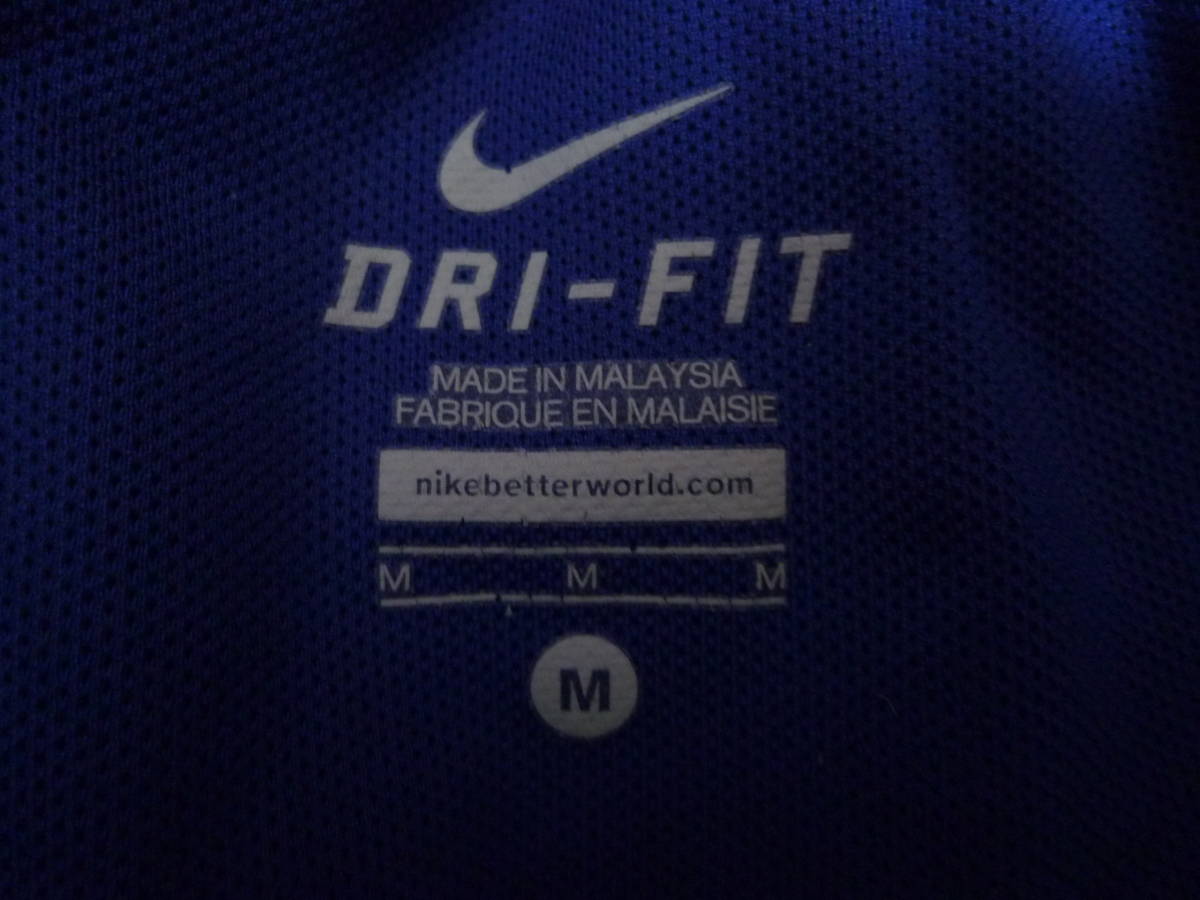 DRI-FIT
MADE IN MALAYSIA
FABRIQUE EN MALAISIE
nikebetterworld.com
M M M
M